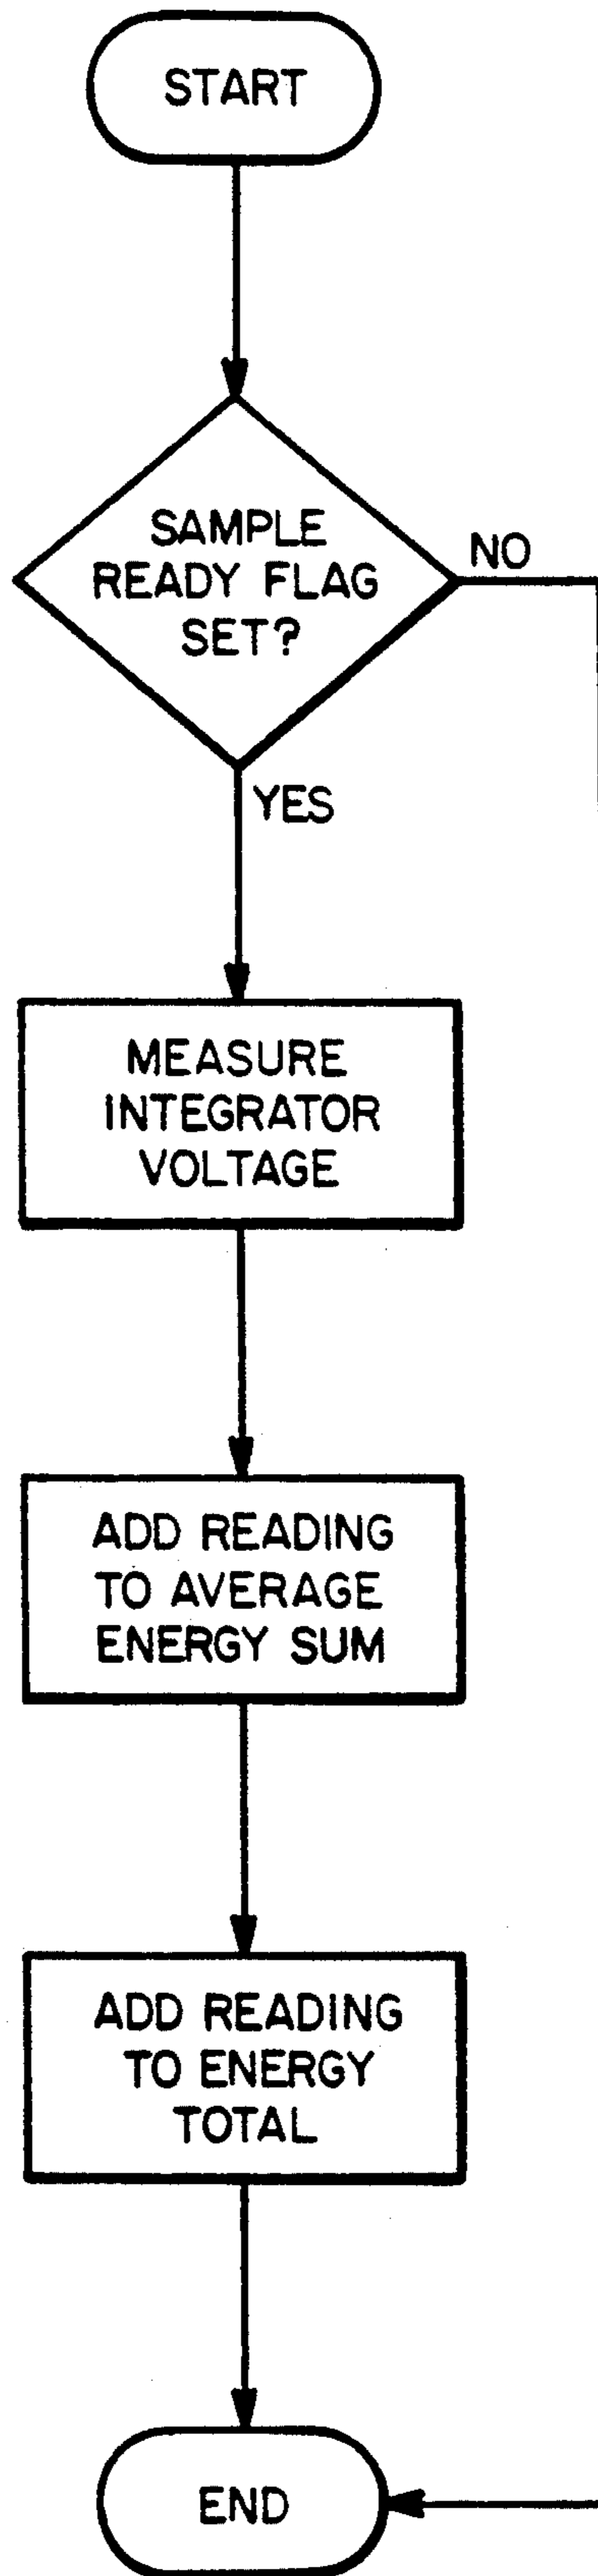 START
SAMPLE
READY FLAG
SET?
NO
YES
MEASURE
INTEGRATOR
VOLTAGE
ADD READING
TO AVERAGE
ENERGY SUM
ADD READING
TO ENERGY
TOTAL
END